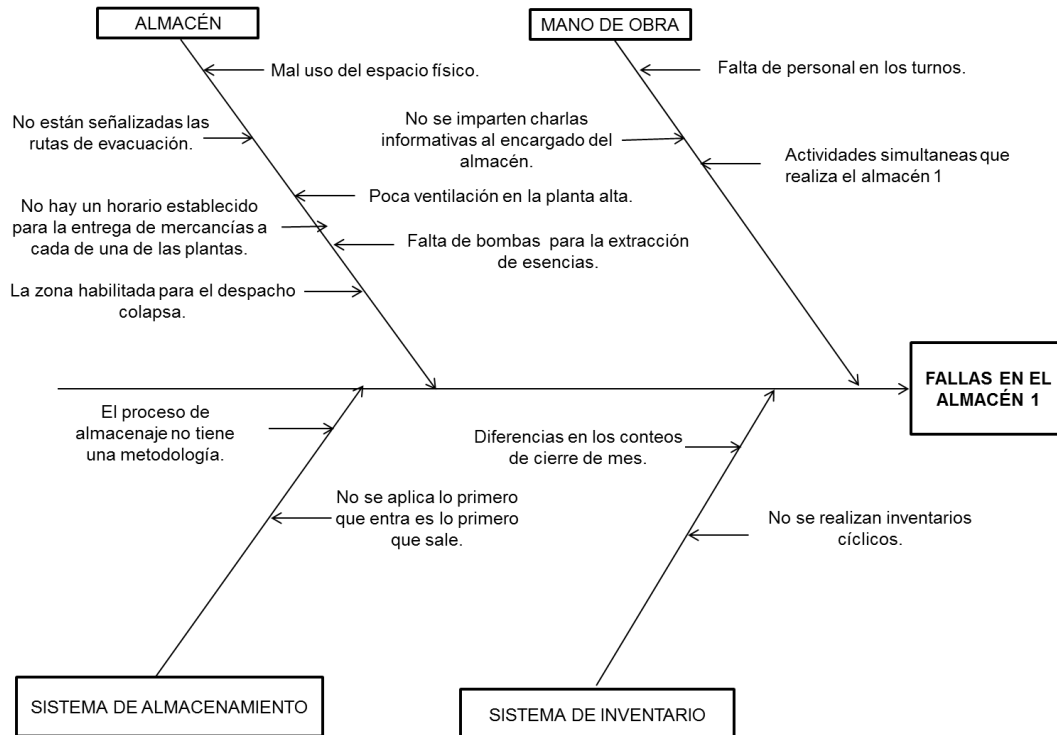 ALMACÉN
MANO DE OBRA
Mal uso del espacio físico.
No están señalizadas las
rutas de evacuación.
Poca ventilación en la planta alta.
No hay un horario establecido
para la entrega de mercancías a
cada de una de las plantas.
Falta de bombas para la extracción
de esencias.
La zona habilitada para el despacho
colapsa.
Falta de personal en los turnos.
No se imparten charlas
informativas al encargado del
almacén.
Actividades simultaneas que
realiza el almacén 1
FALLAS EN EL
ALMACÉN 1
El proceso de
almacenaje no tiene
una metodología.
No se aplica lo primero
que entra es lo primero
que sale.
Diferencias en los conteos
de cierre de mes.
No se realizan inventarios
cíclicos.
SISTEMA DE ALMACENAMIENTO
SISTEMA DE INVENTARIO